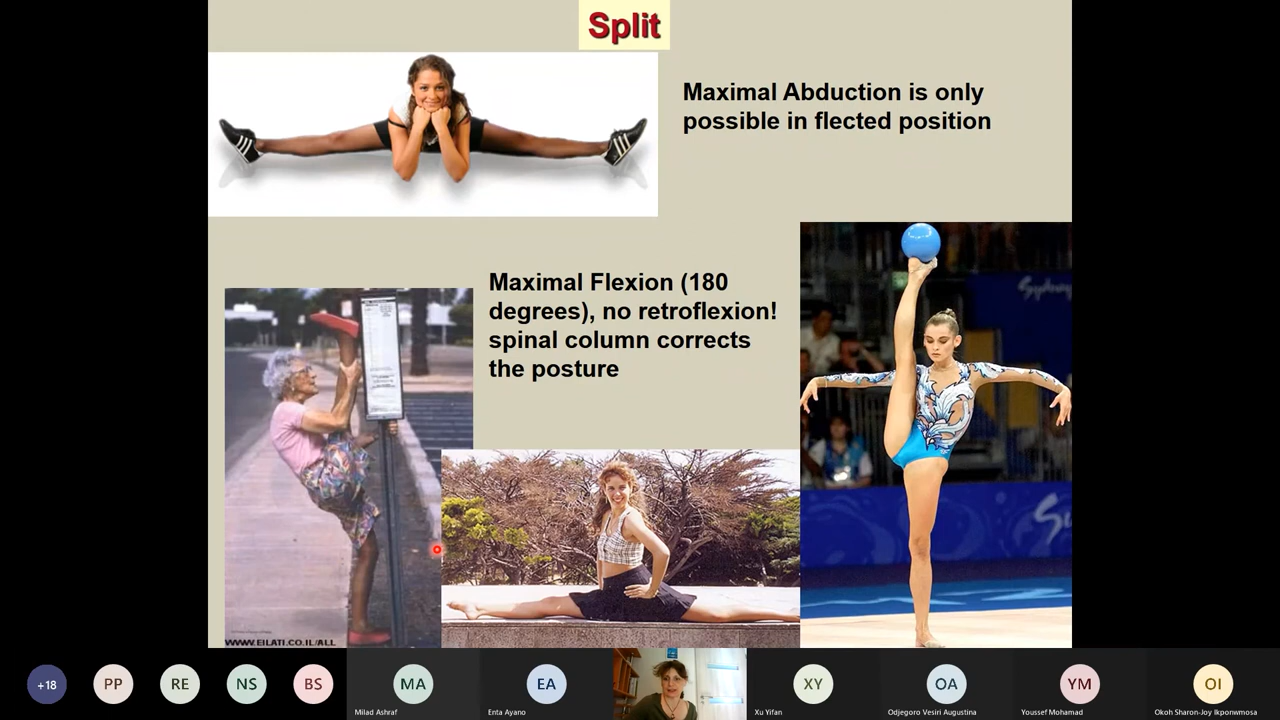 Split
Maximal Abduction is only
possible in flected position
Maximal Flexion (180
degrees), no retroflexion!
spinal column corrects
the posture
WWW.EILATI.CO.IL/ALL
+18
PP
RE
NS
BS
MA
Milad Ashraf
EA
Enta Ayano
XY
Xu Yifan
OA
Odjegoro Vesiri Augustina
YM
Youssef Mohamad
OI
Okoh Sharon-Joy Ikponwmosa